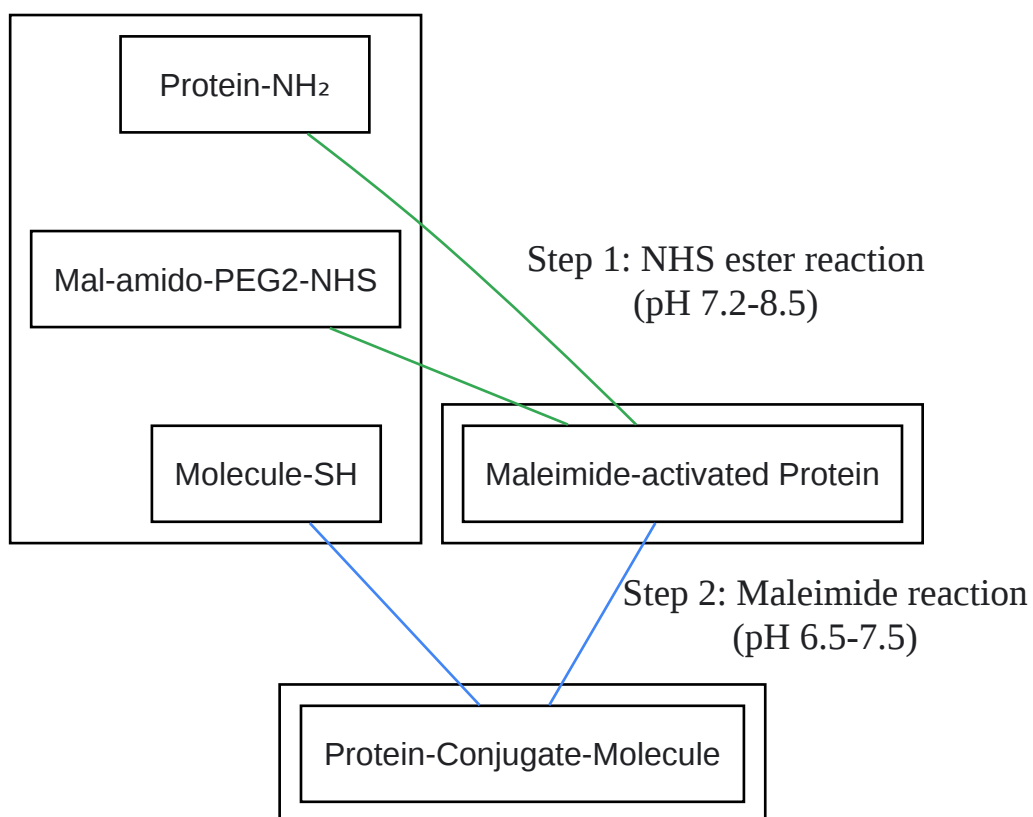 Protein-NH₂
Mal-amido-PEG2-NHS
Step 1: NHS ester reaction
(pH 7.2-8.5)
Molecule-SH
Maleimide-activated Protein
Step 2: Maleimide reaction
(pH 6.5-7.5)
Protein-Conjugate-Molecule